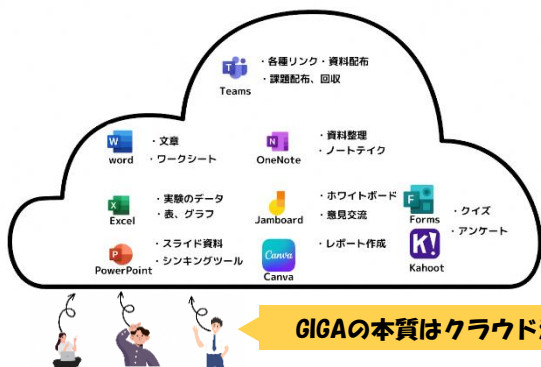 ・各種リンク・資料配布
・課題配布、回収
Teams
・文章
・ワークシート
word
・資料整理
・ノートテイク
OneNote
・実験のデータ
・表、グラフ
Excel
・ホワイトボード
・意見交流
Jamboard
・クイズ
・アンケート
Forms
Kahoot
・スライド資料
・シンキングツール
PowerPoint
・レポート作成
Canva
Canva
GIGAの本質はクラウド